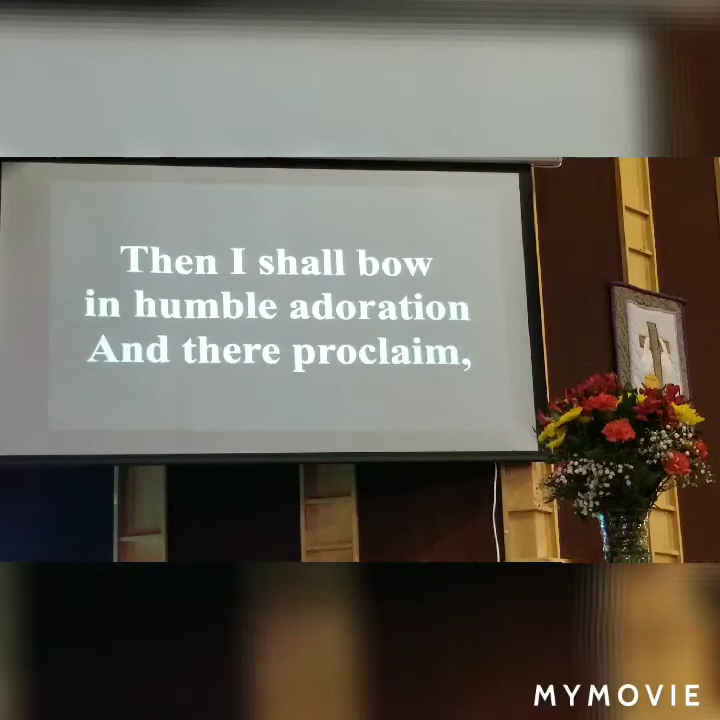 Then I shall bow
in humble adoration
And there proclaim,
MYMOVIE